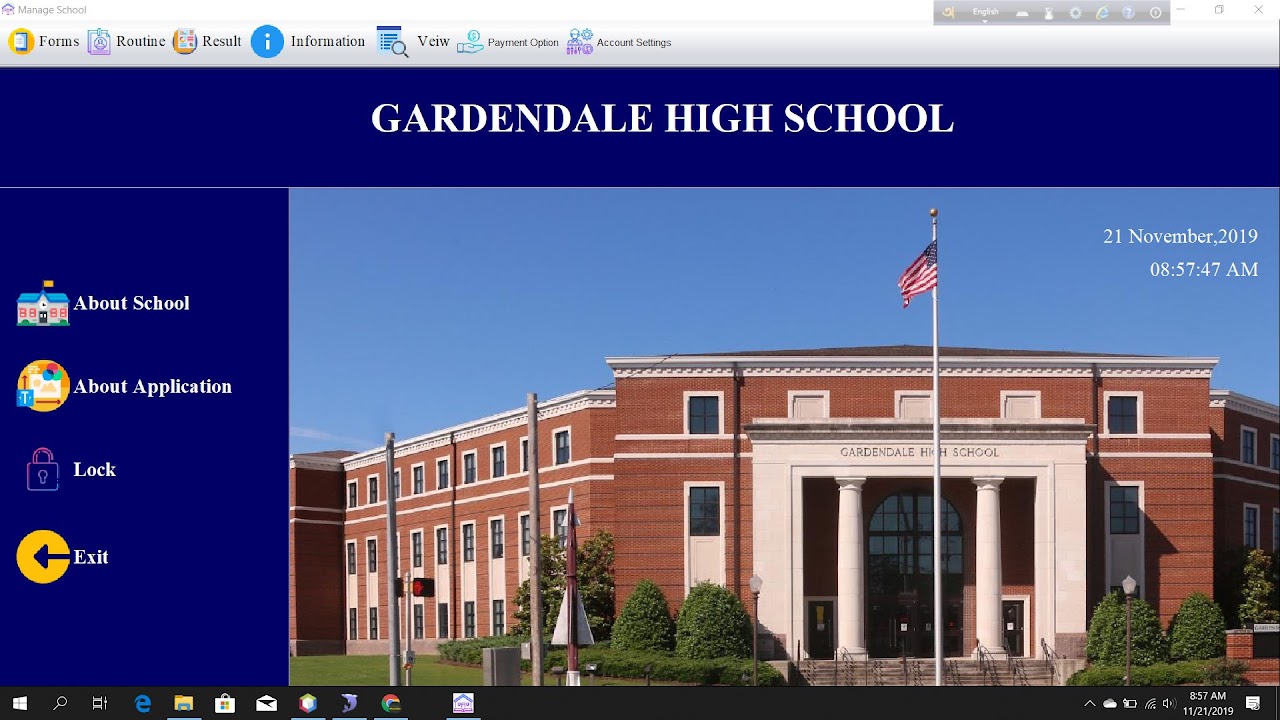 Manage School
English
Forms Routine Result Information Veiw Payment Option Account Settings
GARDENDALE HIGH SCHOOL
21 November,2019
08:57:47 AM
About School
About Application
Lock
Exit
GARDENDALE HIGH SCHOOL
8:57 AM
11/21/2019